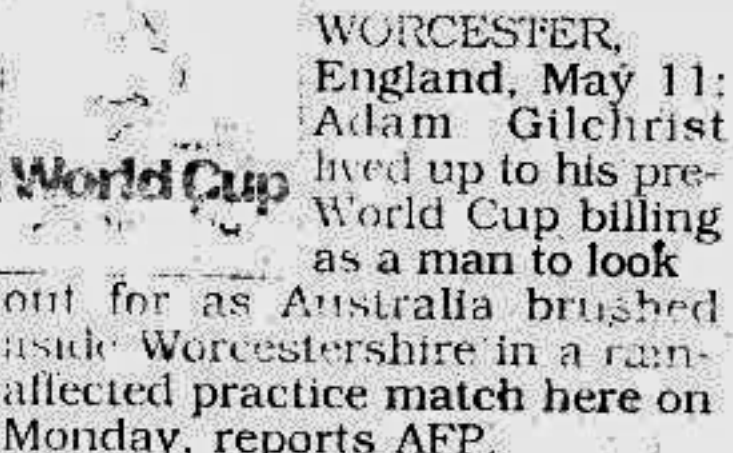 World Cup
WORCESTER,
England, May 11:
Adam Gilchrist
lived up to his pre-
World Cup billing
as a man to look
out for as Australia brushed
aside Worcestershire in a rain-
affected practice match here on
Monday, reports AFP.